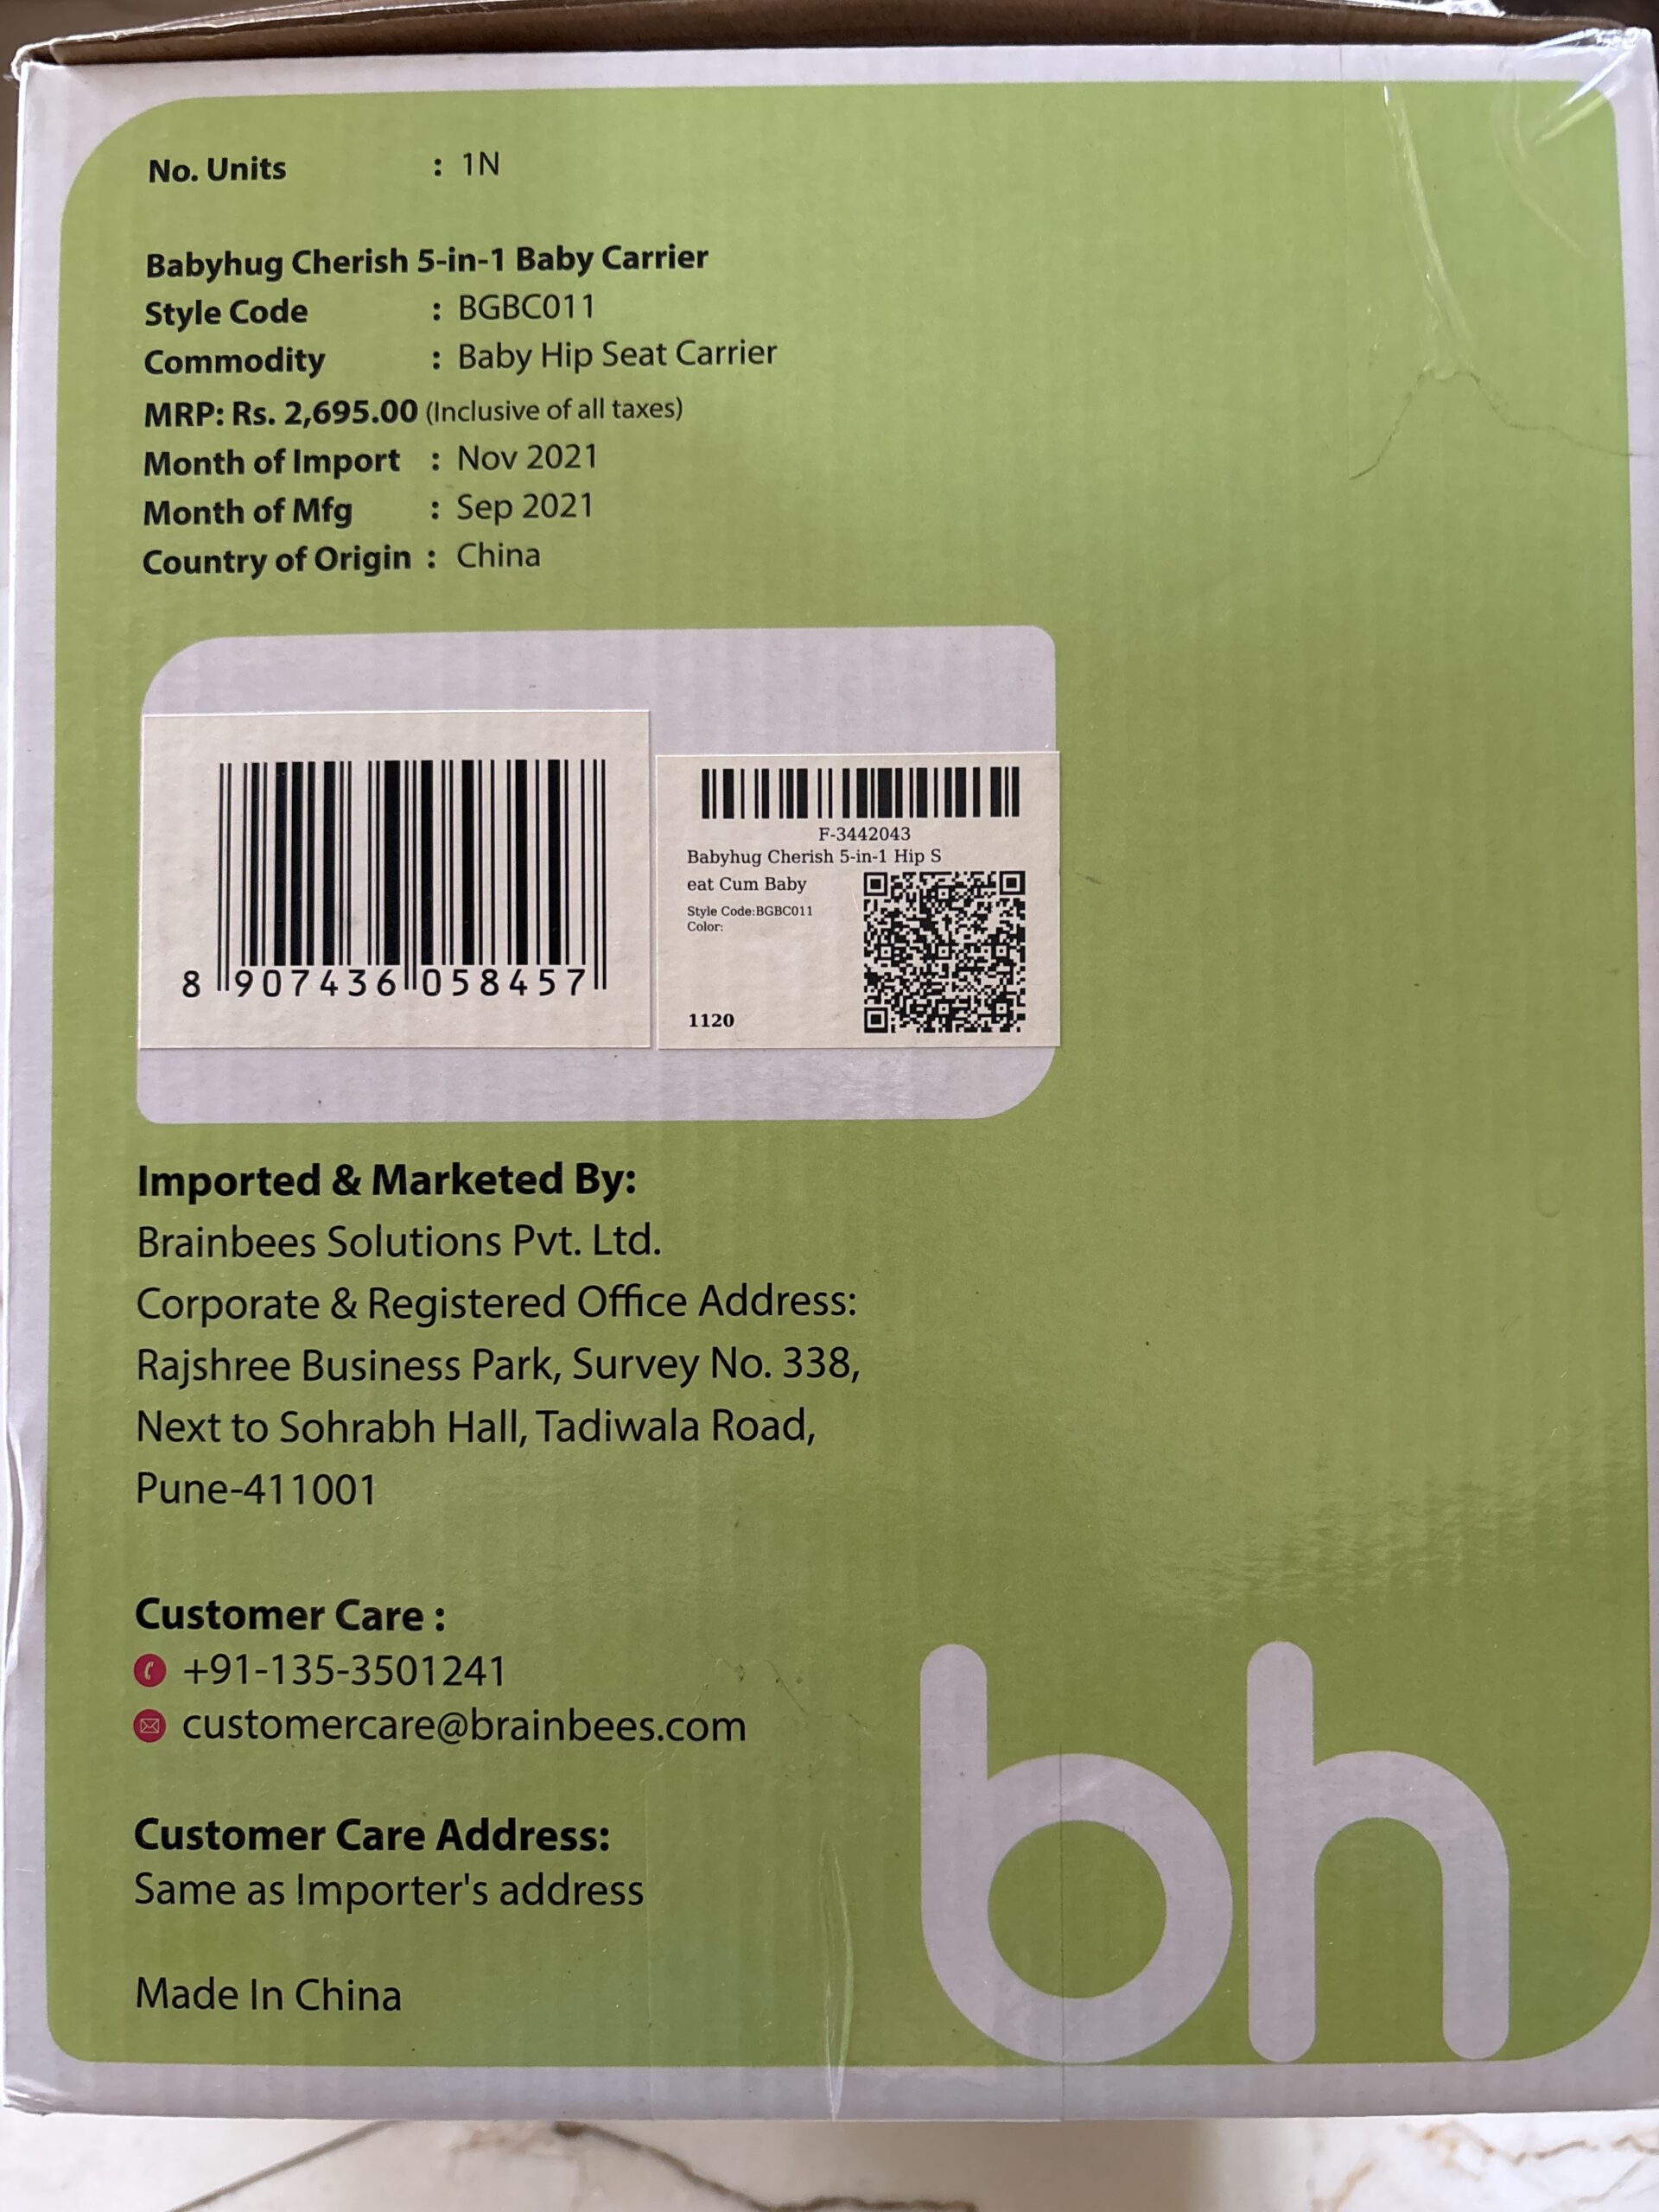 No. Units : 1N
Babyhug Cherish 5-in-1 Baby Carrier
Style Code : BGBC011
Commodity : Baby Hip Seat Carrier
MRP: Rs. 2,695.00 (Inclusive of all taxes)
Month of Import : Nov 2021
Month of Mfg : Sep 2021
Country of Origin : China
8 907436 058457
F-3442043
Babyhug Cherish 5-in-1 Hip S
eat Cum Baby
Style Code:BGBC011
Color:
1120
Imported & Marketed By:
Brainbees Solutions Pvt. Ltd.
Corporate & Registered Office Address:
Rajshree Business Park, Survey No. 338,
Next to Sohrabh Hall, Tadiwala Road,
Pune-411001
Customer Care :
+91-135-3501241
customercare@brainbees.com
Customer Care Address:
Same as Importer's address
Made In China
bh